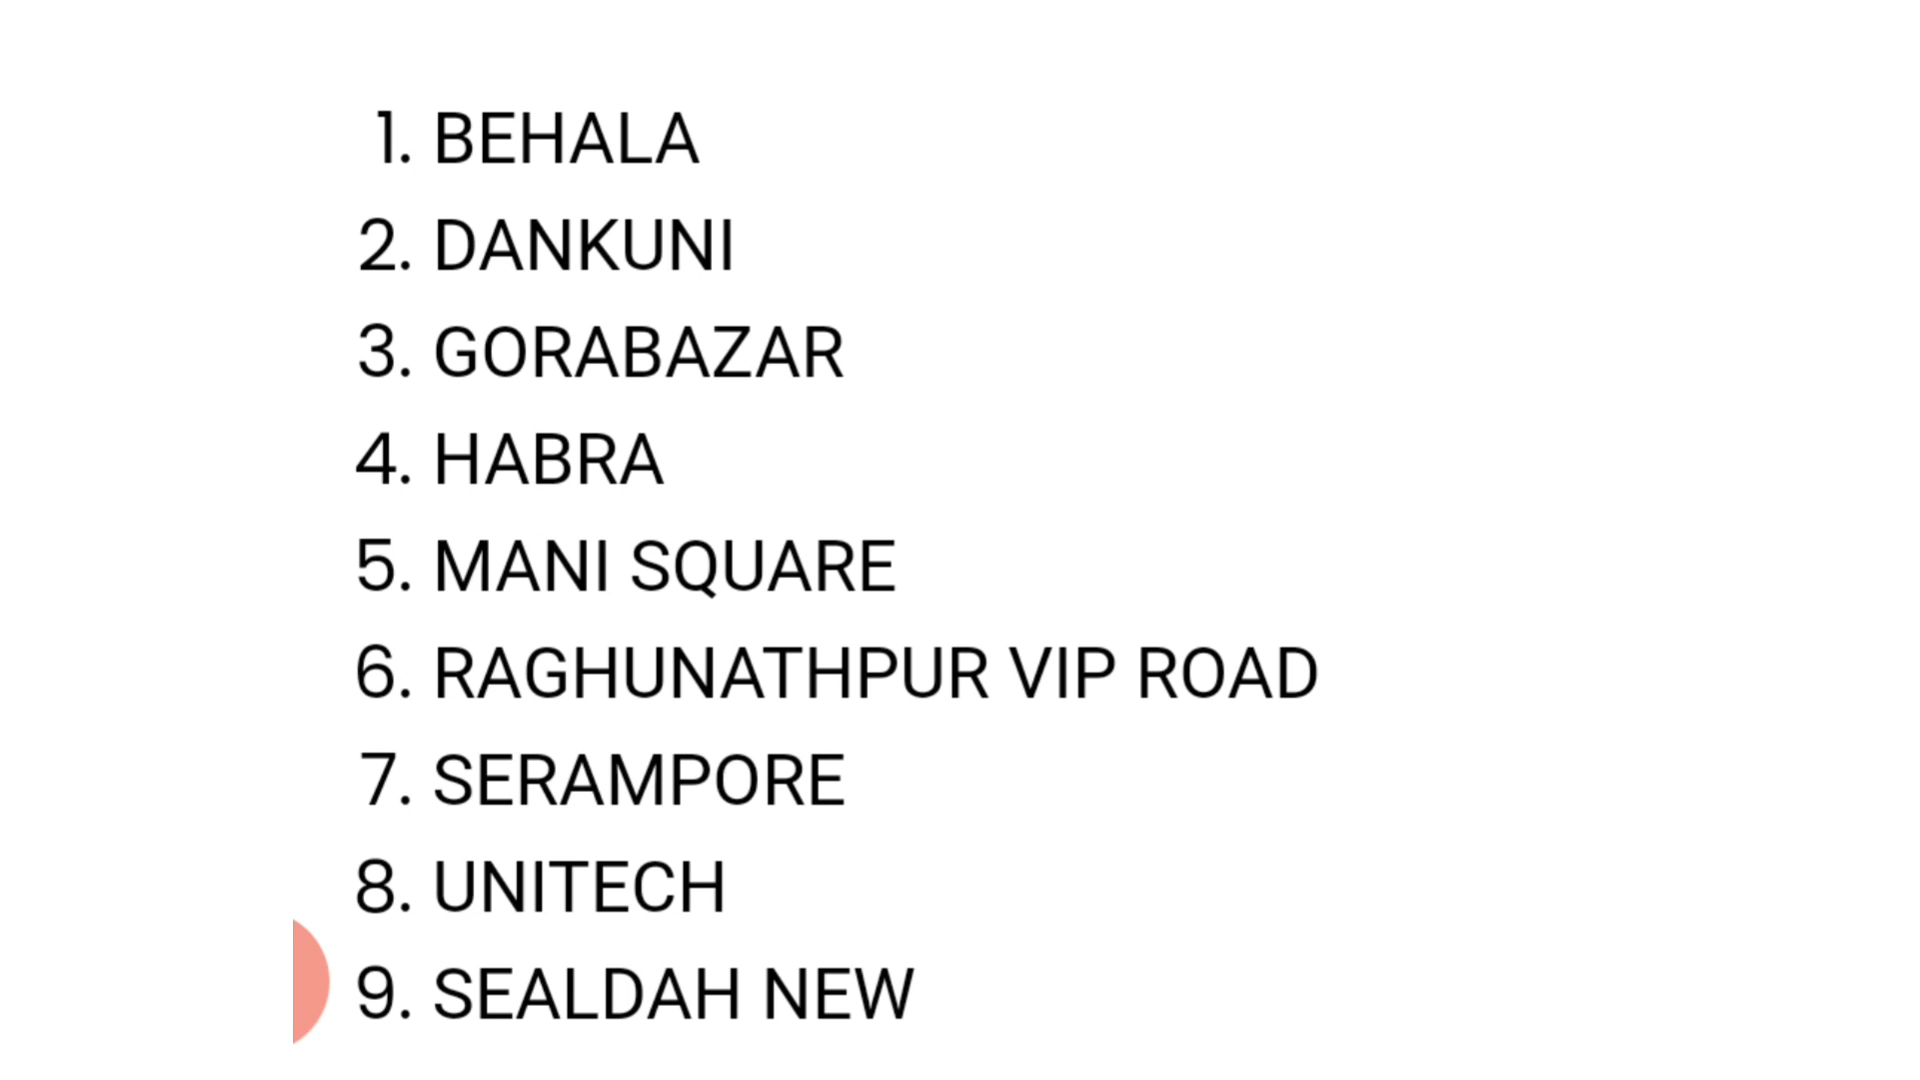 1. BEHALA
2. DANKUNI
3. GORABAZAR
4. HABRA
5. MANI SQUARE
6. RAGHUNATHPUR VIP ROAD
7. SERAMPORE
8. UNITECH
9. SEALDAH NEW